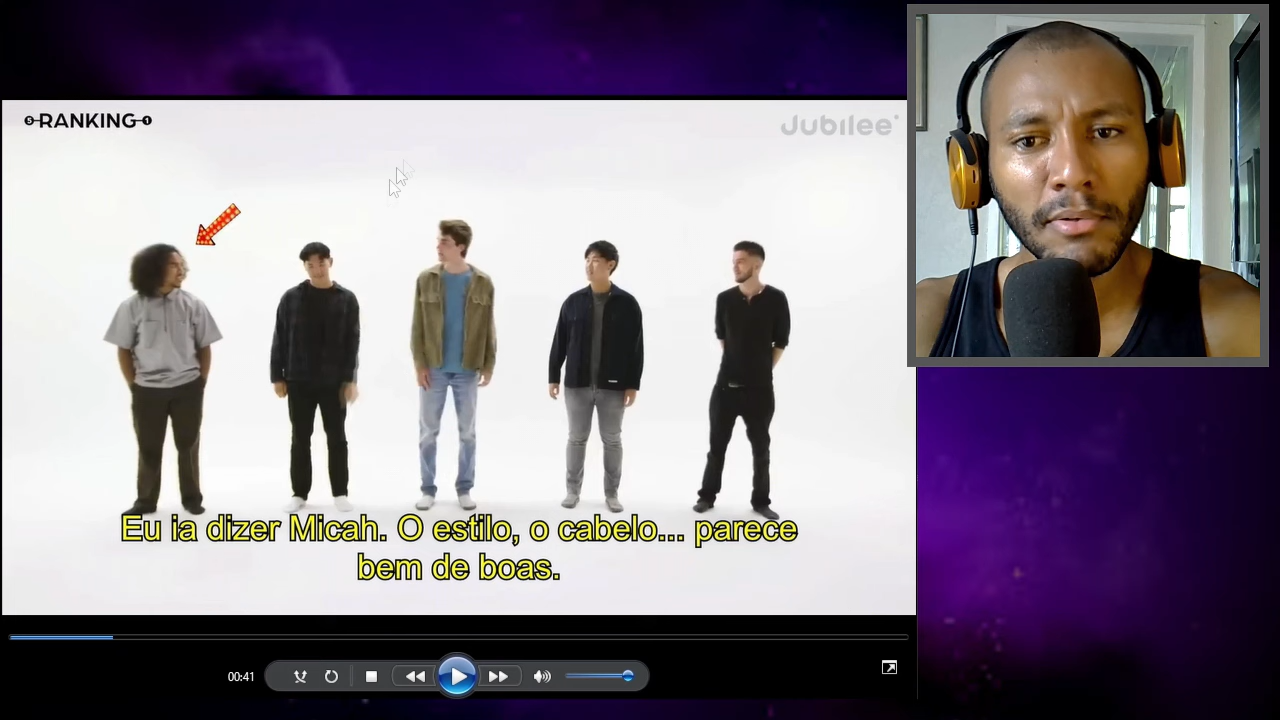 RANKING
Jubilee
Eu ia dizer Micah. O estilo, o cabelo... parece
bem de boas.
00:41